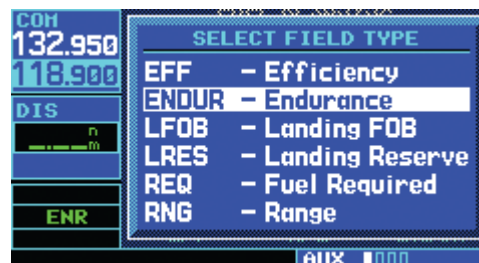 COM
132.950
118.900
DIS
_ _._ _ nm
ENR
SELECT FIELD TYPE
EFF – Efficiency
ENDUR – Endurance
LFOB – Landing FOB
LRES – Landing Reserve
REQ – Fuel Required
RNG – Range
AUX